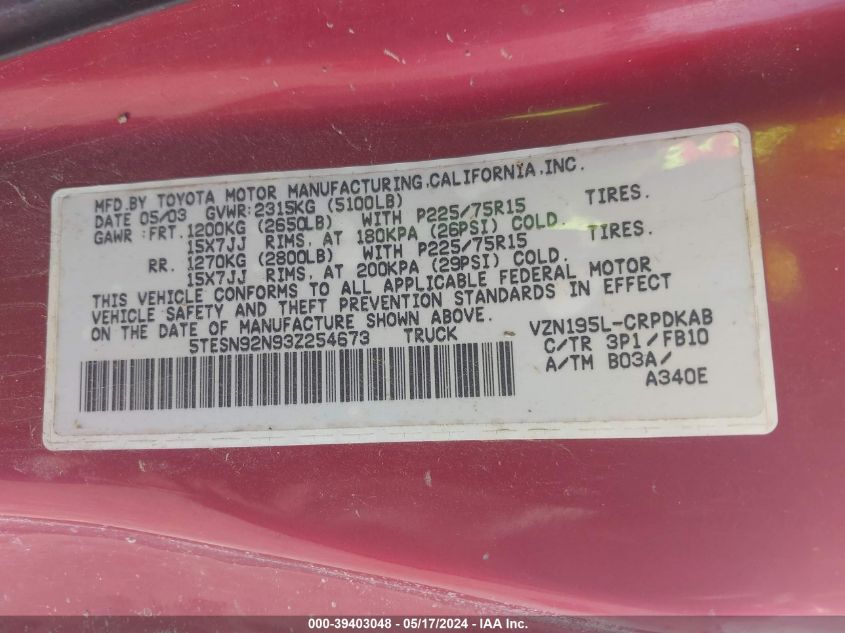 MFD.BY TOYOTA MOTOR MANUFACTURING.CALIFORNIA.INC.
DATE 05/03 GVWR:2315KG (5100LB)
GAWR: FRT.1200KG (2650LB) WITH P225/75R15 TIRES.
15X7JJ RIMS, AT 180KPA (26PSI) COLD.
RR. 1270KG (2800LB) WITH P225/75R15 TIRES.
15X7JJ RIMS, AT 200KPA (29PSI) COLD.
THIS VEHICLE CONFORMS TO ALL APPLICABLE FEDERAL MOTOR
VEHICLE SAFETY AND THEFT PREVENTION STANDARDS IN EFFECT
ON THE DATE OF MANUFACTURE SHOWN ABOVE.
5TESN92N93Z254673 TRUCK VZN195L-CRPDKAB
C/TR 3P1/FB10
A/TM B03A/
A340E
000-39403048 - 05/17/2024 - IAA Inc.